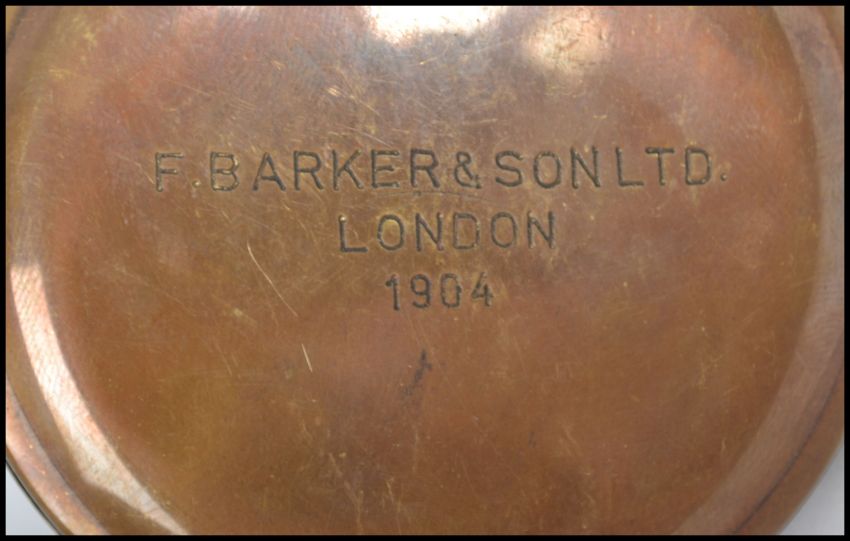 F. BARKER & SON LTD.
LONDON
1904